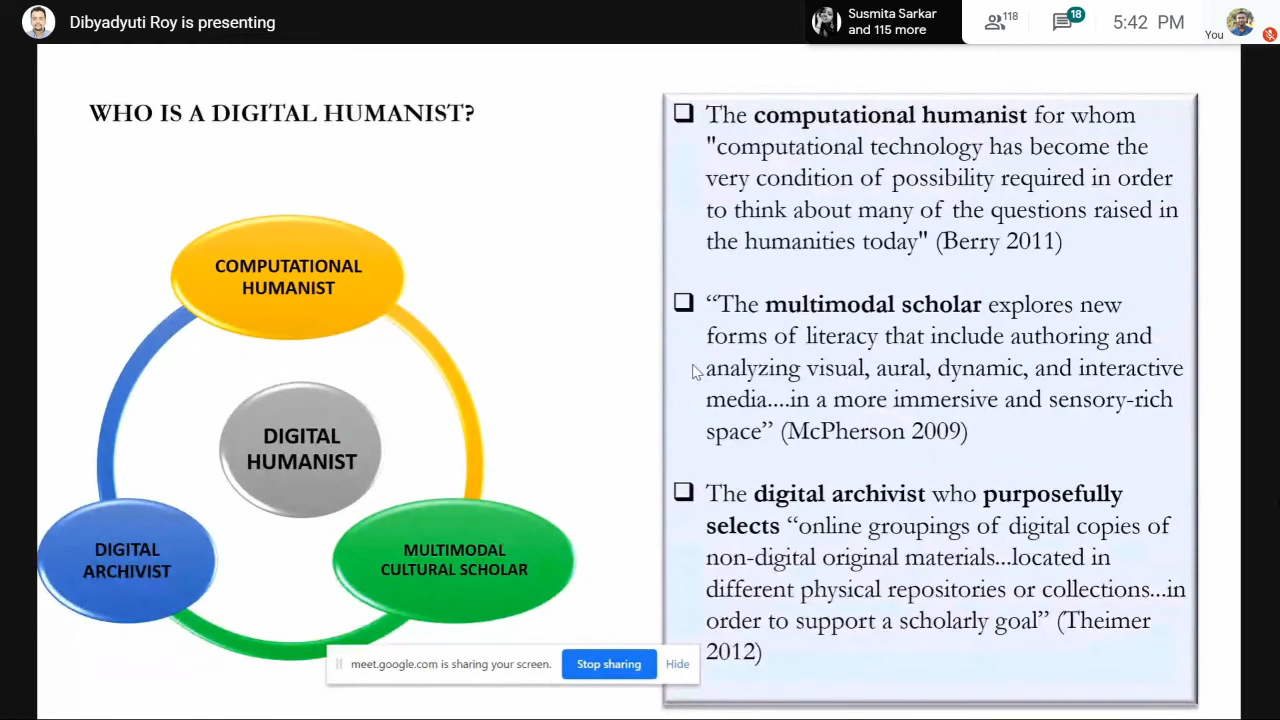 Dibyadyuti Roy is presenting
Susmita Sarkar
and 115 more
118
18
5:42 PM
You
WHO IS A DIGITAL HUMANIST?
COMPUTATIONAL
HUMANIST
DIGITAL
HUMANIST
DIGITAL
ARCHIVIST
MULTIMODAL
CULTURAL SCHOLAR
The computational humanist for whom
"computational technology has become the
very condition of possibility required in order
to think about many of the questions raised in
the humanities today" (Berry 2011)
“The multimodal scholar explores new
forms of literacy that include authoring and
analyzing visual, aural, dynamic, and interactive
media....in a more immersive and sensory-rich
space” (McPherson 2009)
The digital archivist who purposefully
selects “online groupings of digital copies of
non-digital original materials...located in
different physical repositories or collections...in
order to support a scholarly goal” (Theimer
2012)
meet.google.com is sharing your screen.
Stop sharing
Hide